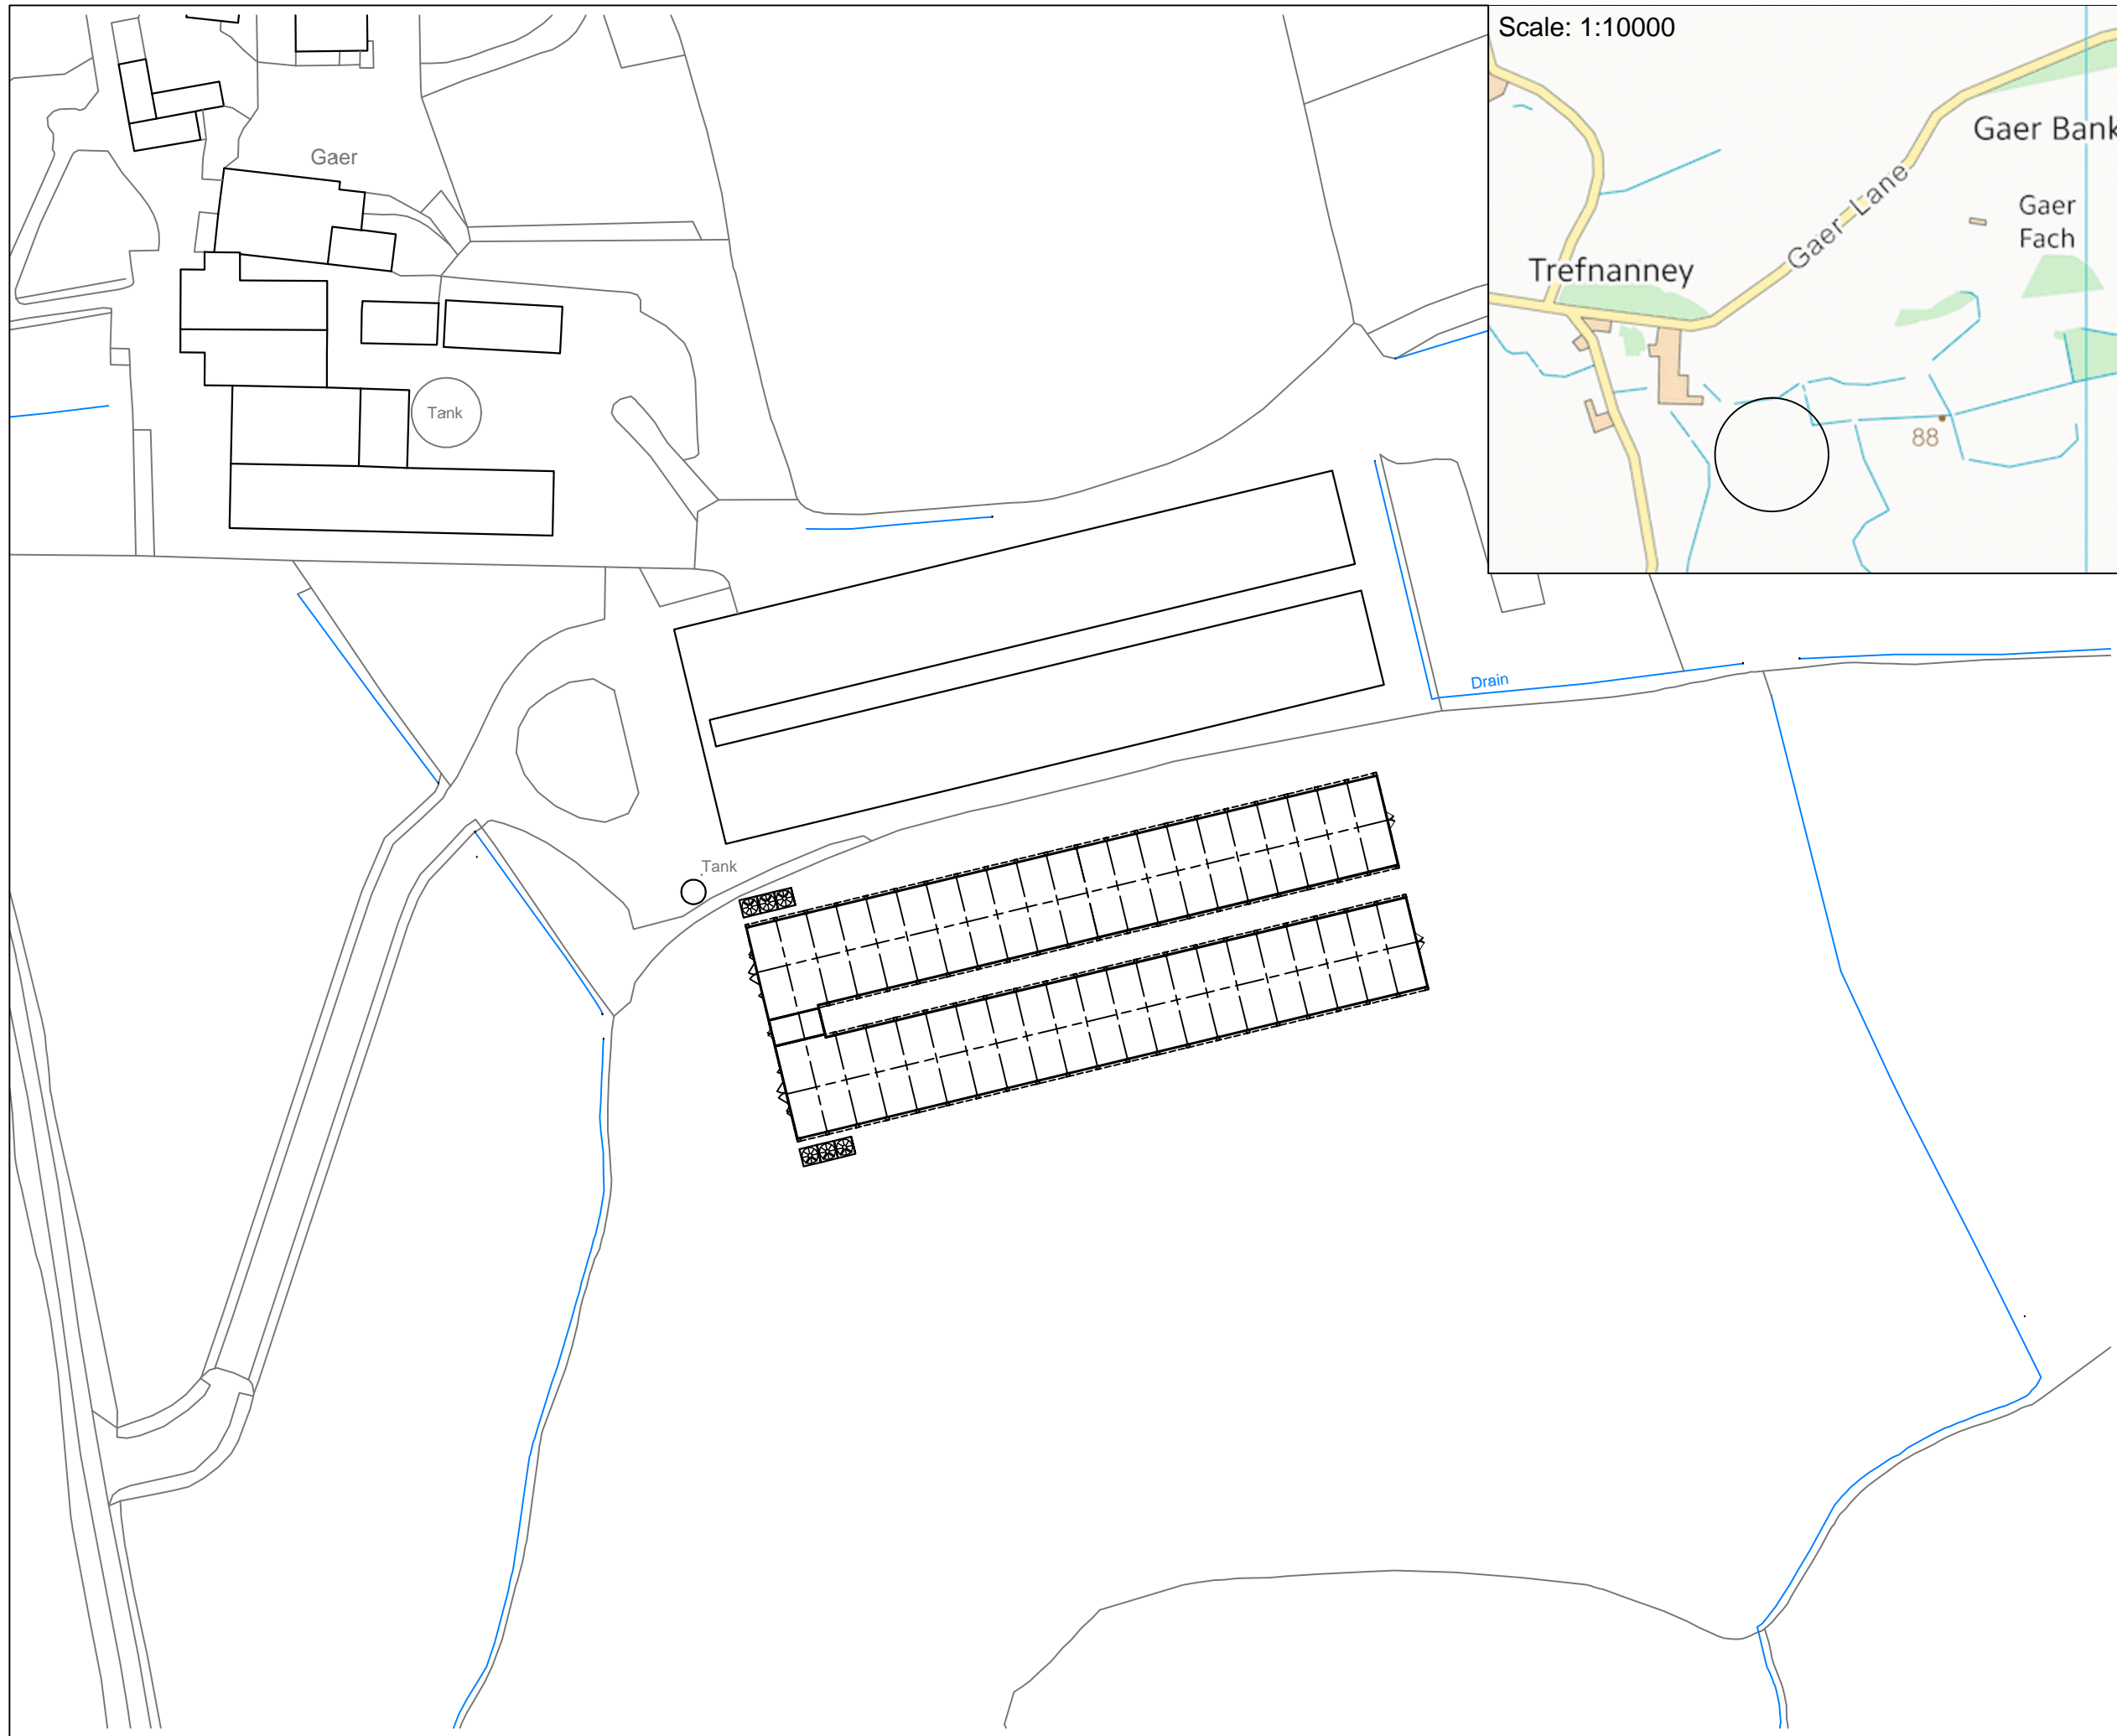 Scale: 1:10000
Gaer Bank
Gaer
Gaer
Fach
Gaer Lane
Trefnanney
Tank
88
Drain
Tank